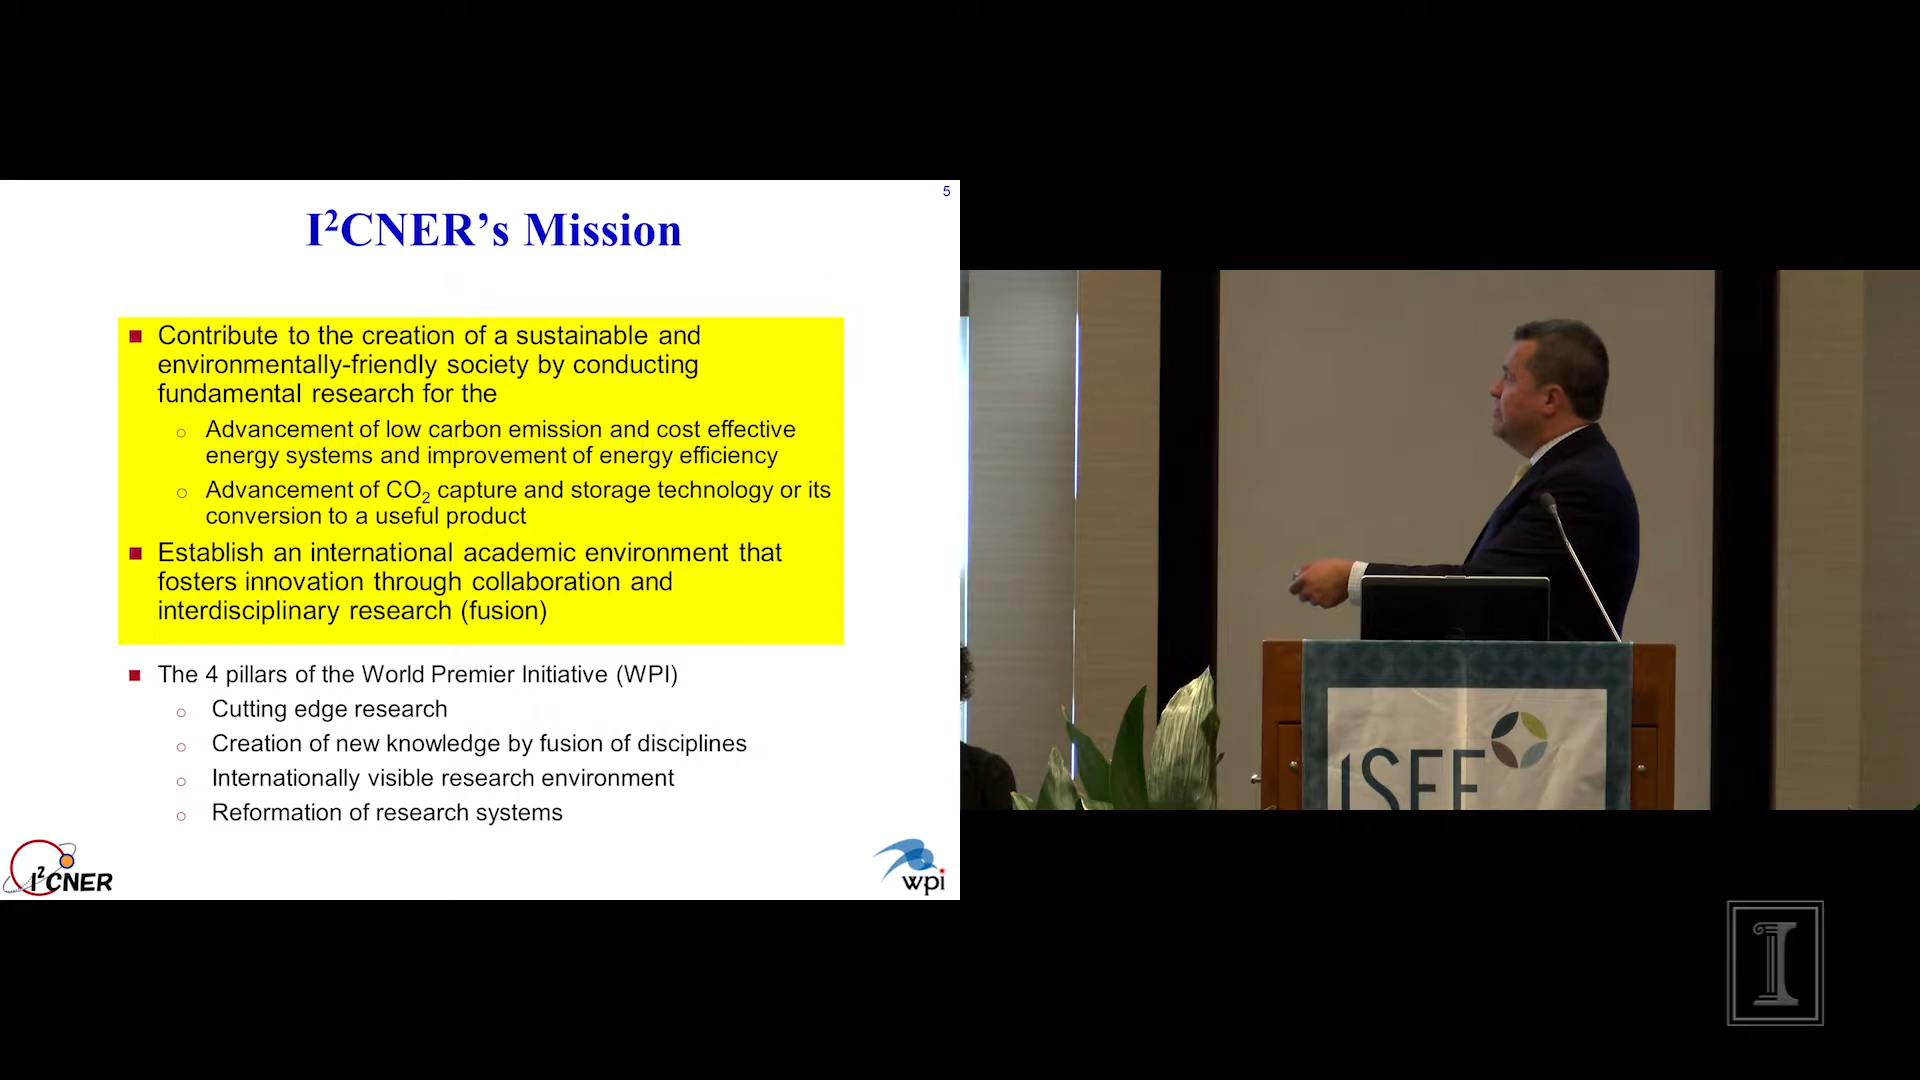 5
I²CNER’s Mission
Contribute to the creation of a sustainable and
environmentally-friendly society by conducting
fundamental research for the
Advancement of low carbon emission and cost effective
energy systems and improvement of energy efficiency
Advancement of CO₂ capture and storage technology or its
conversion to a useful product
Establish an international academic environment that
fosters innovation through collaboration and
interdisciplinary research (fusion)
The 4 pillars of the World Premier Initiative (WPI)
Cutting edge research
Creation of new knowledge by fusion of disciplines
Internationally visible research environment
Reformation of research systems
I²CNER
wpi
iSEE
I